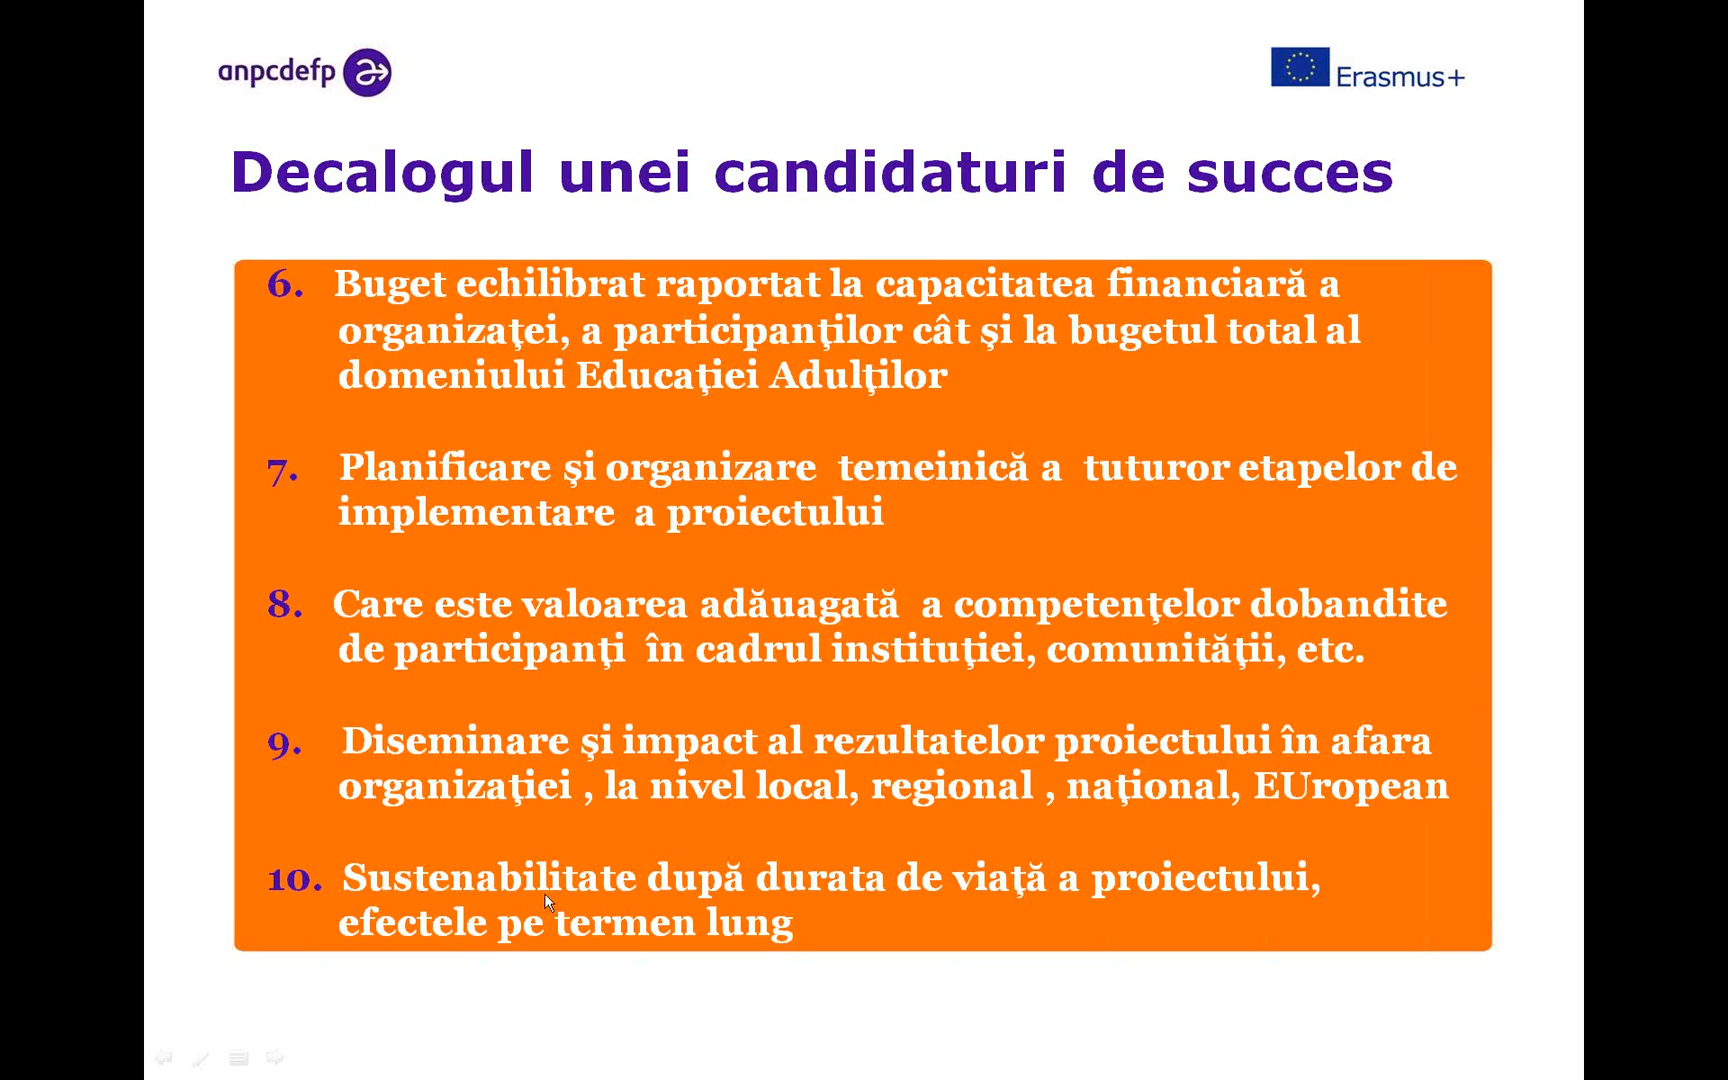 anpcdefp
Erasmus+
Decalogul unei candidaturi de succes
6. Buget echilibrat raportat la capacitatea financiară a
organizaţei, a participanţilor cât şi la bugetul total al
domeniului Educaţiei Adulţilor
7. Planificare şi organizare temeinică a tuturor etapelor de
implementare a proiectului
8. Care este valoarea adăuagată a competenţelor dobandite
de participanţi în cadrul instituţiei, comunităţii, etc.
9. Diseminare şi impact al rezultatelor proiectului în afara
organizaţiei , la nivel local, regional , naţional, EUropean
10. Sustenabilitate după durata de viaţă a proiectului,
efectele pe termen lung